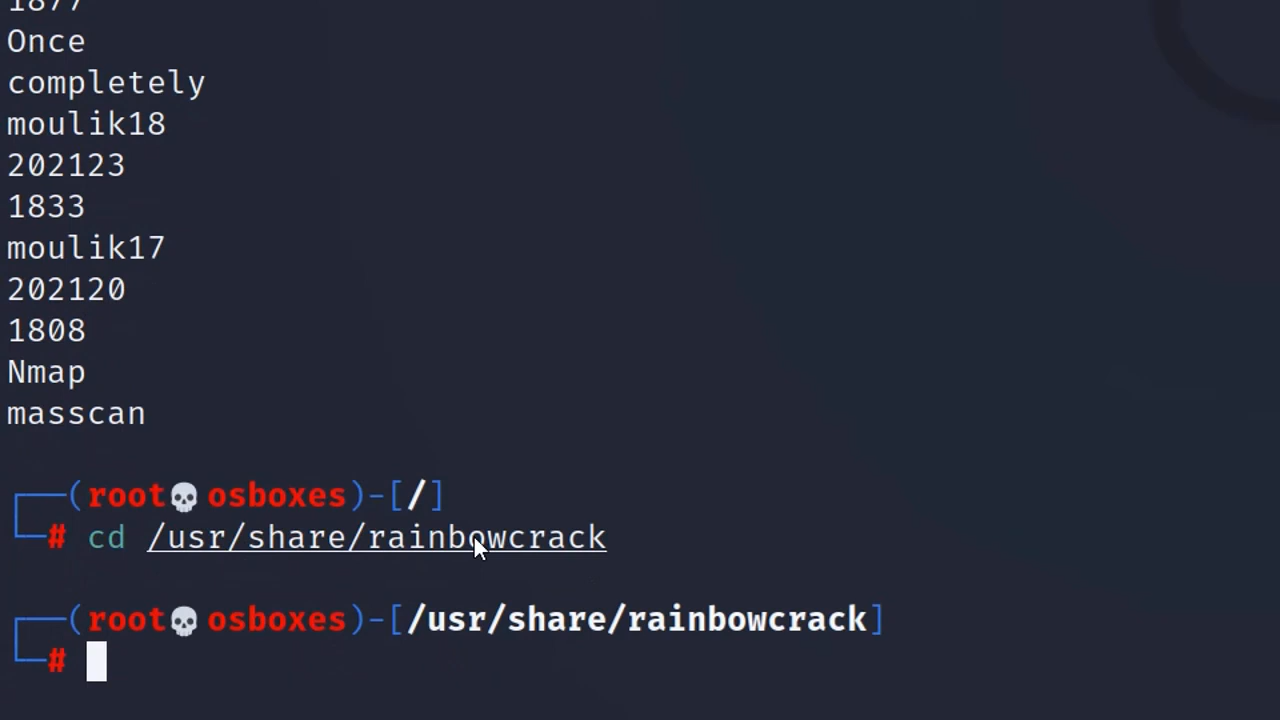 1877
Once
completely
moulik18
202123
1833
moulik17
202120
1808
Nmap
masscan
┌──(root💀osboxes)-[/]
└─# cd /usr/share/rainbowcrack
┌──(root💀osboxes)-[/usr/share/rainbowcrack]
└─#